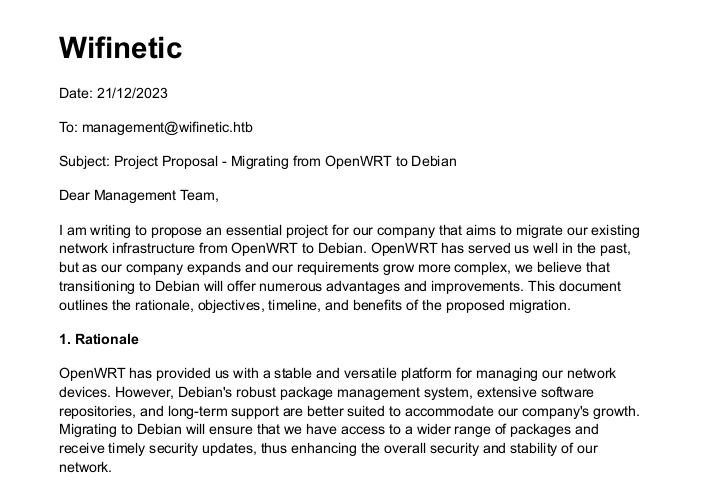 Wifinetic
Date: 21/12/2023
To: management@wifinetic.htb
Subject: Project Proposal - Migrating from OpenWRT to Debian
Dear Management Team,
I am writing to propose an essential project for our company that aims to migrate our existing
network infrastructure from OpenWRT to Debian. OpenWRT has served us well in the past,
but as our company expands and our requirements grow more complex, we believe that
transitioning to Debian will offer numerous advantages and improvements. This document
outlines the rationale, objectives, timeline, and benefits of the proposed migration.
1. Rationale
OpenWRT has provided us with a stable and versatile platform for managing our network
devices. However, Debian's robust package management system, extensive software
repositories, and long-term support are better suited to accommodate our company's growth.
Migrating to Debian will ensure that we have access to a wider range of packages and
receive timely security updates, thus enhancing the overall security and stability of our
network.